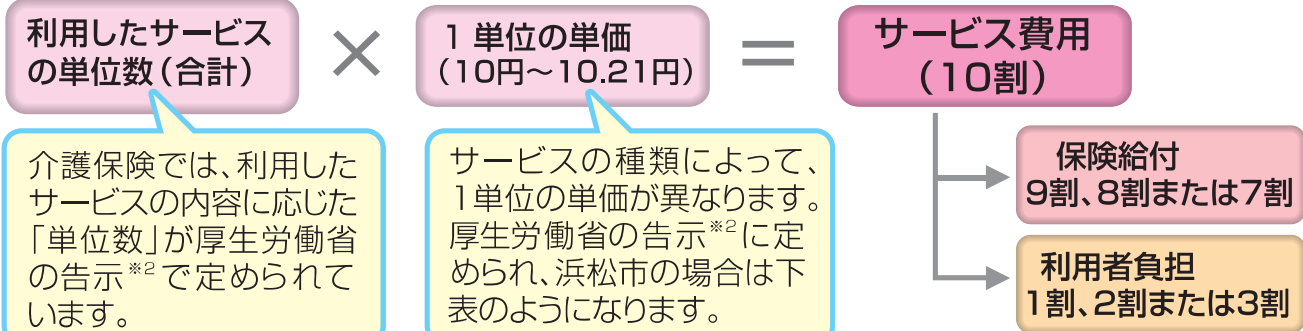 利用したサービス
の単位数(合計)
×
1 単位の単価
(10円～10.21円)
＝
サービス費用
(10割)
介護保険では、利用した
サービスの内容に応じた
「単位数」が厚生労働省
の告示※2で定められて
います。
サービスの種類によって、
1単位の単価が異なります。
厚生労働省の告示※2に定
められ、浜松市の場合は下
表のようになります。
保険給付
9割、8割または7割
利用者負担
1割、2割または3割